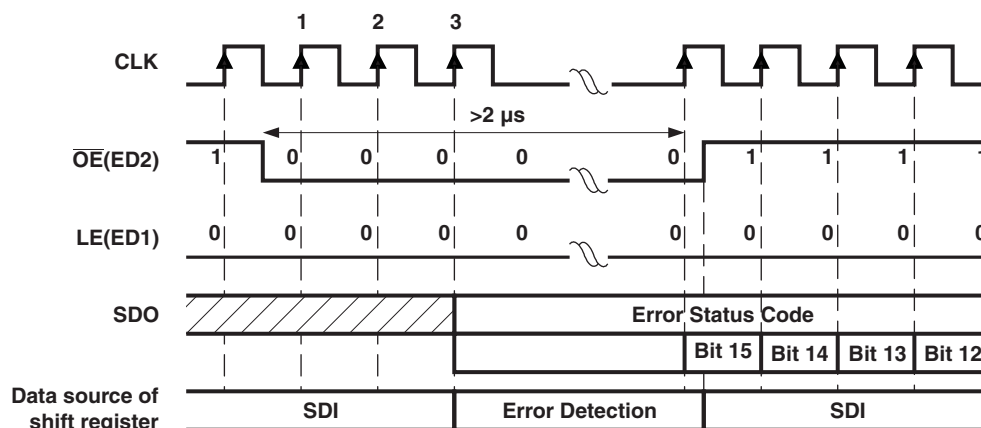 1 2 3
CLK
>2 µs
OE(ED2)
1 0 0 0 0 0 1 1 1 1
LE(ED1)
0 0 0 0 0 0 0 0 0 0
SDO
Error Status Code
Bit 15 Bit 14 Bit 13 Bit 12
Data source of
shift register
SDI Error Detection SDI